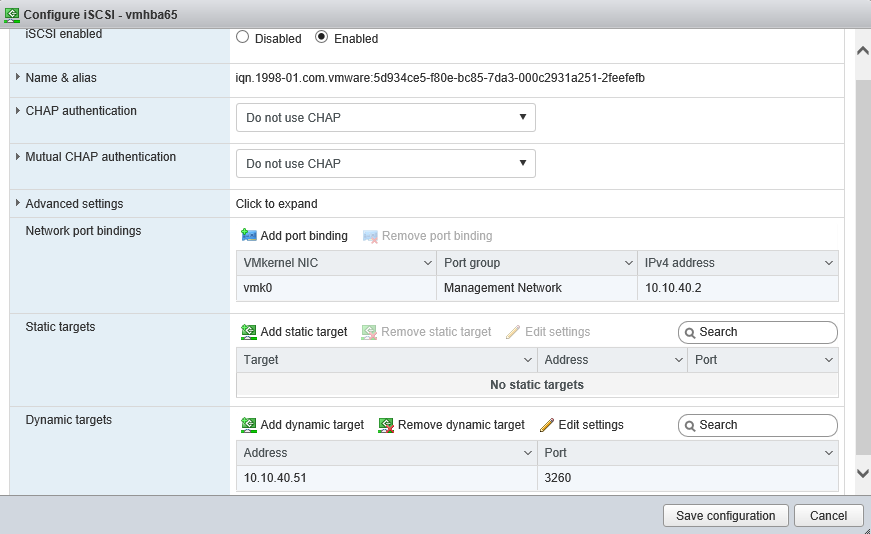 Configure iSCSI - vmhba65
iSCSI enabled Disabled Enabled
Name & alias iqn.1998-01.com.vmware:5d934ce5-f80e-bc85-7da3-000c2931a251-2feefefb
CHAP authentication Do not use CHAP
Mutual CHAP authentication Do not use CHAP
Advanced settings Click to expand
Network port bindings Add port binding Remove port binding
VMkernel NIC Port group IPv4 address
vmk0 Management Network 10.10.40.2
Static targets Add static target Remove static target Edit settings Search
Target Address Port
No static targets
Dynamic targets Add dynamic target Remove dynamic target Edit settings Search
Address Port
10.10.40.51 3260
Save configuration Cancel